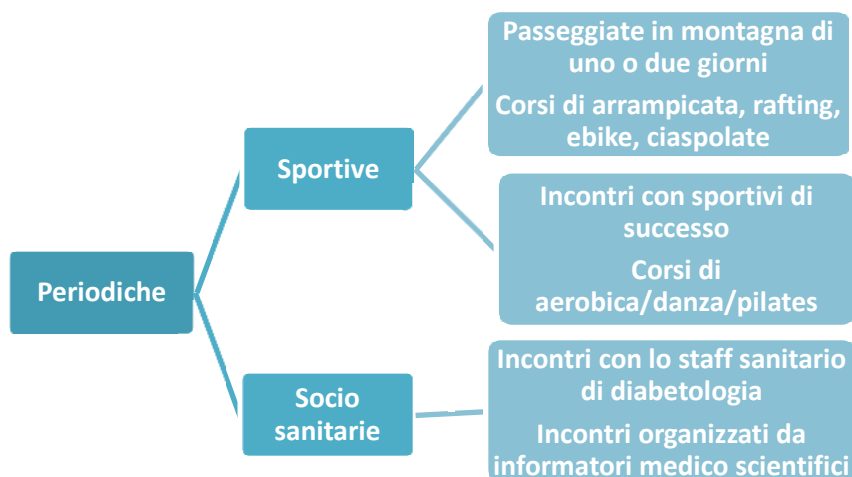 Periodiche
Sportive
Socio
sanitarie
Passeggiate in montagna di
uno o due giorni
Corsi di arrampicata, rafting,
ebike, ciaspolate
Incontri con sportivi di
successo
Corsi di
aerobica/danza/pilates
Incontri con lo staff sanitario
di diabetologia
Incontri organizzati da
informatori medico scientifici